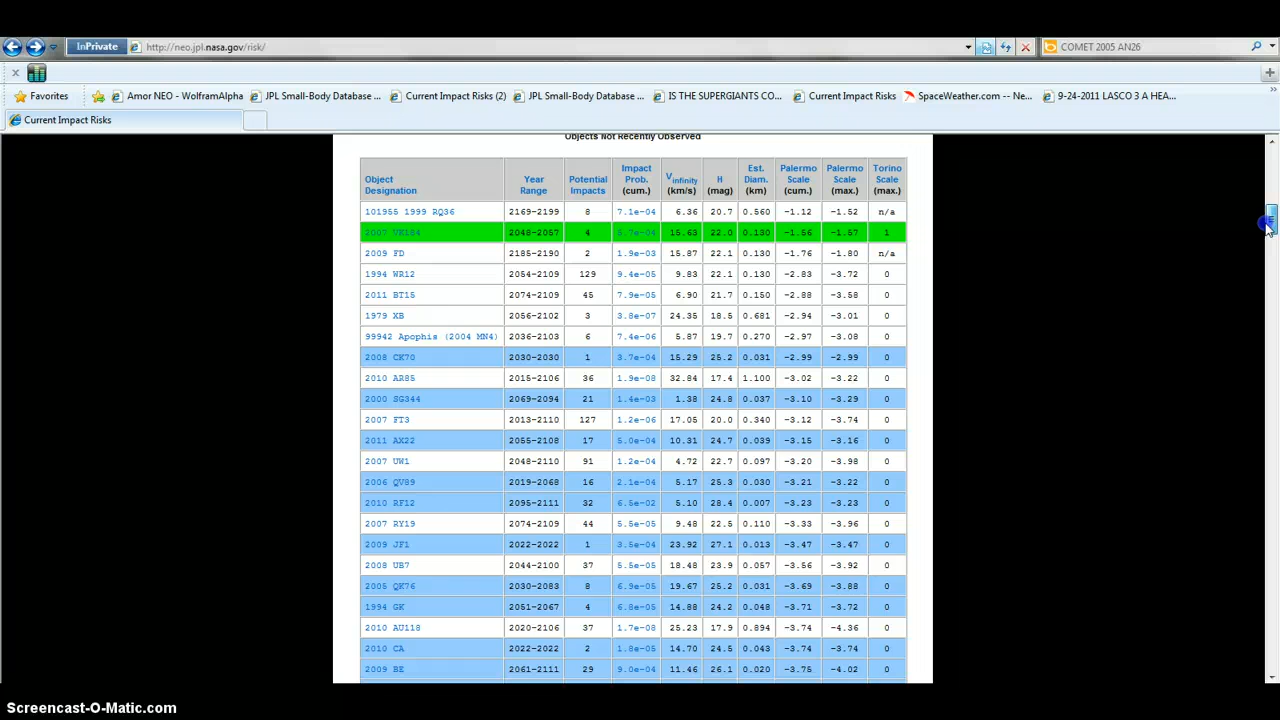 InPrivate http://neo.jpl.nasa.gov/risk/ COMET 2005 AN26
Favorites Amor NEO - WolframAlpha JPL Small-Body Database ... Current Impact Risks (2) JPL Small-Body Database ... IS THE SUPERGIANTS CO... Current Impact Risks SpaceWeather.com -- Ne... 9-24-2011 LASCO 3 A HEA...
Current Impact Risks
Objects Not Recently Observed
Object Designation Year Range Potential Impacts Impact Prob. (cum.) Vinfinity (km/s) H (mag) Est. Diam. (km) Palermo Scale (cum.) Palermo Scale (max.) Torino Scale (max.)
101955 1999 RQ36 2169-2199 8 7.1e-04 6.36 20.7 0.560 -1.12 -1.52 n/a
2007 VK184 2048-2057 4 5.7e-04 15.63 22.0 0.130 -1.56 -1.57 1
2009 FD 2185-2190 2 1.9e-03 15.87 22.1 0.130 -1.76 -1.80 n/a
1994 WR12 2054-2109 129 9.4e-05 9.83 22.1 0.130 -2.83 -3.72 0
2011 BT15 2074-2109 45 7.9e-05 6.90 21.7 0.150 -2.88 -3.58 0
1979 XB 2056-2102 3 3.8e-07 24.35 18.5 0.681 -2.94 -3.01 0
99942 Apophis (2004 MN4) 2036-2103 6 7.4e-06 5.87 19.7 0.270 -2.97 -3.08 0
2008 CK70 2030-2030 1 3.7e-04 15.29 25.2 0.031 -2.99 -2.99 0
2010 AR85 2015-2106 36 1.9e-08 32.84 17.4 1.100 -3.02 -3.22 0
2000 SG344 2069-2094 21 1.4e-03 1.38 24.8 0.037 -3.10 -3.29 0
2007 FT3 2013-2110 127 1.2e-06 17.05 20.0 0.340 -3.12 -3.74 0
2011 AX22 2055-2108 17 5.0e-04 10.31 24.7 0.039 -3.15 -3.16 0
2007 UW1 2048-2110 91 1.2e-04 4.72 22.7 0.097 -3.20 -3.98 0
2006 QV89 2019-2068 16 2.1e-04 5.17 25.3 0.030 -3.21 -3.22 0
2010 RF12 2095-2111 32 6.5e-02 5.10 28.4 0.007 -3.23 -3.23 0
2007 RY19 2074-2109 44 5.5e-05 9.48 22.5 0.110 -3.33 -3.96 0
2009 JF1 2022-2022 1 3.5e-04 23.92 27.1 0.013 -3.47 -3.47 0
2008 UB7 2044-2100 37 5.5e-05 18.48 23.9 0.057 -3.56 -3.92 0
2005 QK76 2030-2083 8 6.9e-05 19.67 25.2 0.031 -3.69 -3.88 0
1994 GK 2051-2067 4 6.8e-05 14.88 24.2 0.048 -3.71 -3.72 0
2010 AU118 2020-2106 37 1.7e-08 25.23 17.9 0.894 -3.74 -4.36 0
2010 CA 2022-2022 2 1.8e-05 14.70 24.5 0.043 -3.74 -3.74 0
2009 BE 2061-2111 29 9.0e-04 11.46 26.1 0.020 -3.75 -4.02 0
Screencast-O-Matic.com